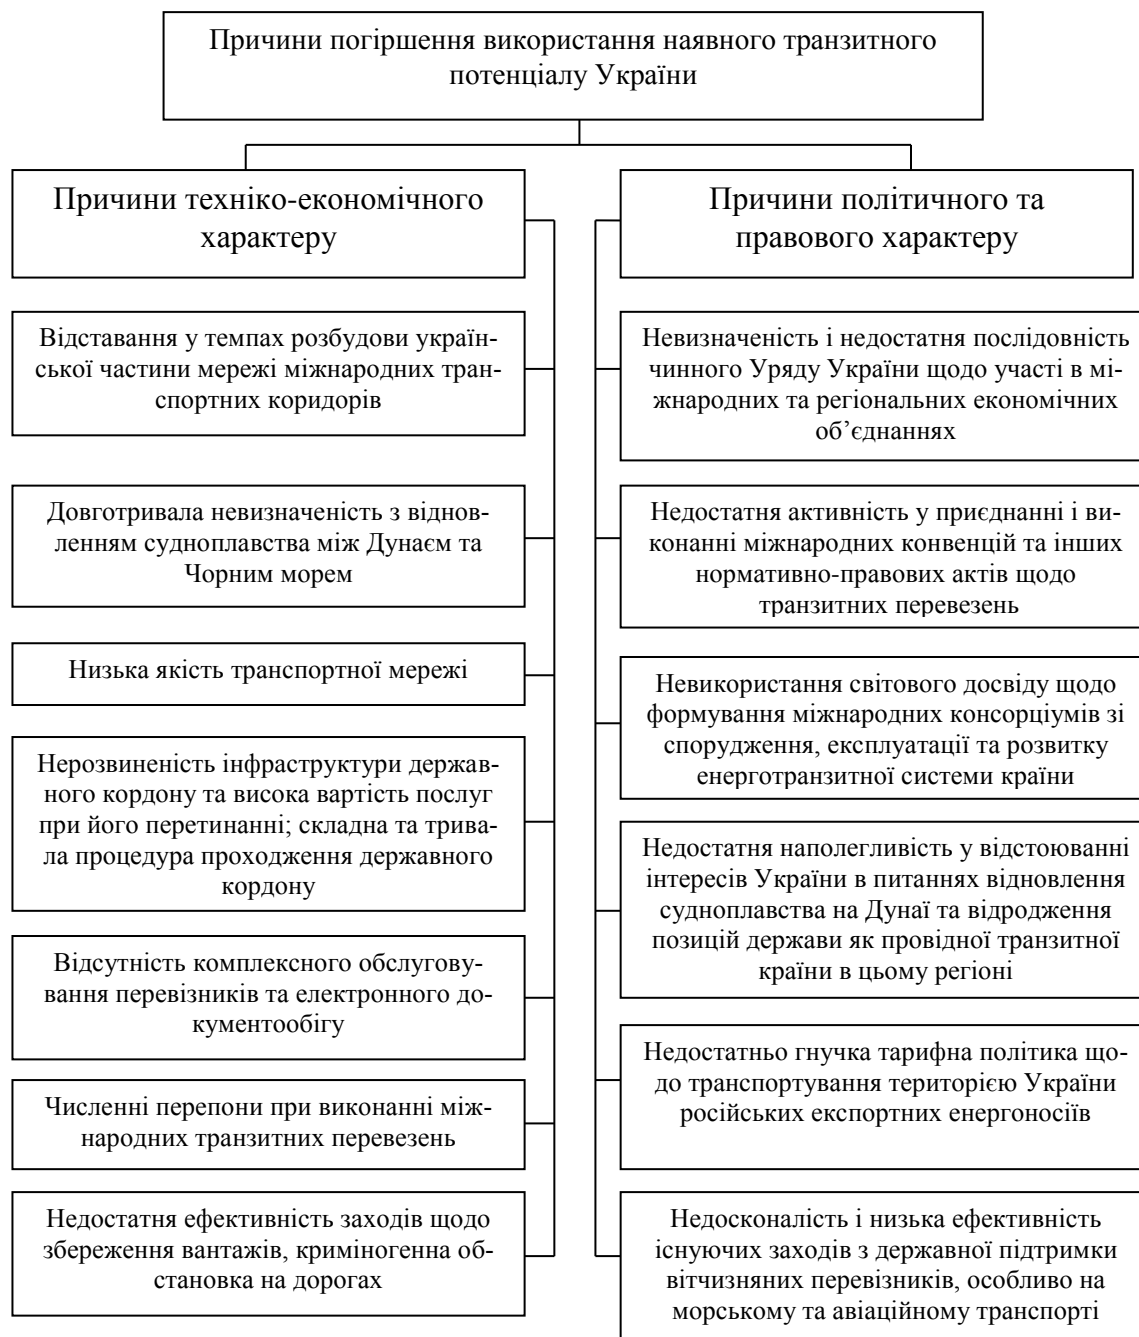 Причини погіршення використання наявного транзитного
потенціалу України
Причини техніко-економічного
характеру
Відставання у темпах розбудови україн-
ської частини мережі міжнародних тран-
спортних коридорів
Довготривала невизначеність з віднов-
ленням судноплавства між Дунаєм та
Чорним морем
Низька якість транспортної мережі
Нерозвиненість інфраструктури держав-
ного кордону та висока вартість послуг
при його перетинанні; складна та трива-
ла процедура проходження державного
кордону
Відсутність комплексного обслугову-
вання перевізників та електронного до-
кументообігу
Численні перепони при виконанні між-
народних транзитних перевезень
Недостатня ефективність заходів щодо
збереження вантажів, криміногенна об-
становка на дорогах
Причини політичного та
правового характеру
Невизначеність і недостатня послідовність
чинного Уряду України щодо участі в мі-
жнародних та регіональних економічних
об’єднаннях
Недостатня активність у приєднанні і ви-
конанні міжнародних конвенцій та інших
нормативно-правових актів щодо
транзитних перевезень
Невикористання світового досвіду щодо
формування міжнародних консорціумів зі
спорудження, експлуатації та розвитку
енерготранзитної системи країни
Недостатня наполегливість у відстоюванні
інтересів України в питаннях відновлення
судноплавства на Дунаї та відродження
позицій держави як провідної транзитної
країни в цьому регіоні
Недостатньо гнучка тарифна політика що-
до транспортування територією України
російських експортних енергоносіїв
Недосконалість і низька ефективність
існуючих заходів з державної підтримки
вітчизняних перевізників, особливо на
морському та авіаційному транспорті